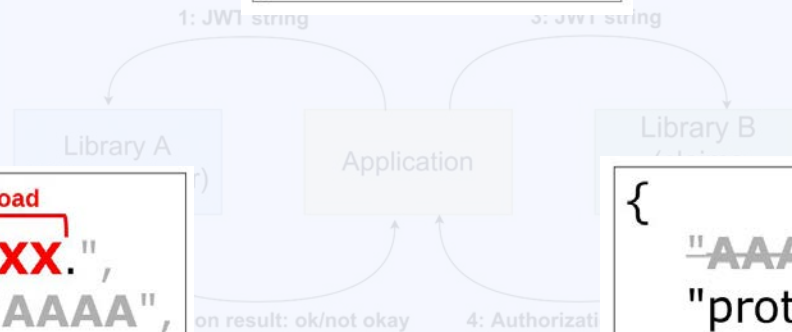 1: JWT string
3: JWT string
Library A
Application
Library B
r)
oad
xx.",
AAAA",
{
"AAA
"prot
on result: ok/not okay
4: Authorizati